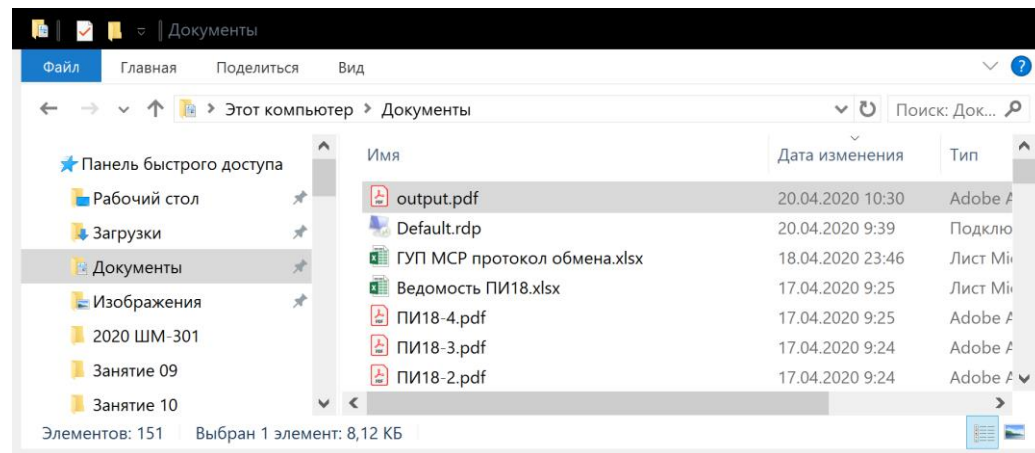 Документы
Файл Главная Поделиться Вид
Этот компьютер > Документы Поиск: Док...
Панель быстрого доступа
Рабочий стол
Загрузки
Документы
Изображения
2020 ШМ-301
Занятие 09
Занятие 10
Имя Дата изменения Тип
output.pdf 20.04.2020 10:30 Adobe A
Default.rdp 20.04.2020 9:39 Подклю
ГУП МСР протокол обмена.xlsx 18.04.2020 23:46 Лист Mi
Ведомость ПИ18.xlsx 17.04.2020 9:25 Лист Mi
ПИ18-4.pdf 17.04.2020 9:25 Adobe A
ПИ18-3.pdf 17.04.2020 9:24 Adobe A
ПИ18-2.pdf 17.04.2020 9:24 Adobe A
Элементов: 151 Выбран 1 элемент: 8,12 КБ